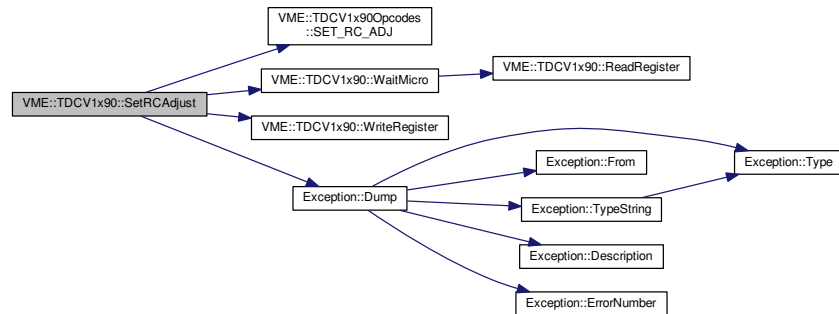 VME::TDCV1x90Opcodes
::SET_RC_ADJ
VME::TDCV1x90::WaitMicro
VME::TDCV1x90::ReadRegister
VME::TDCV1x90::SetRCAdjust
VME::TDCV1x90::WriteRegister
Exception::From
Exception::Type
Exception::Dump
Exception::TypeString
Exception::Description
Exception::ErrorNumber